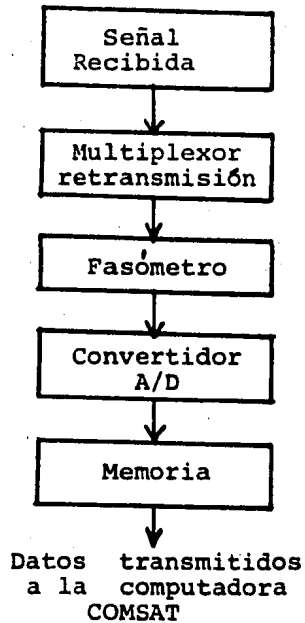 Señal
Recibida
Multiplexor
retransmisión
Fasómetro
Convertidor
A/D
Memoria
Datos transmitidos
a la computadora
COMSAT